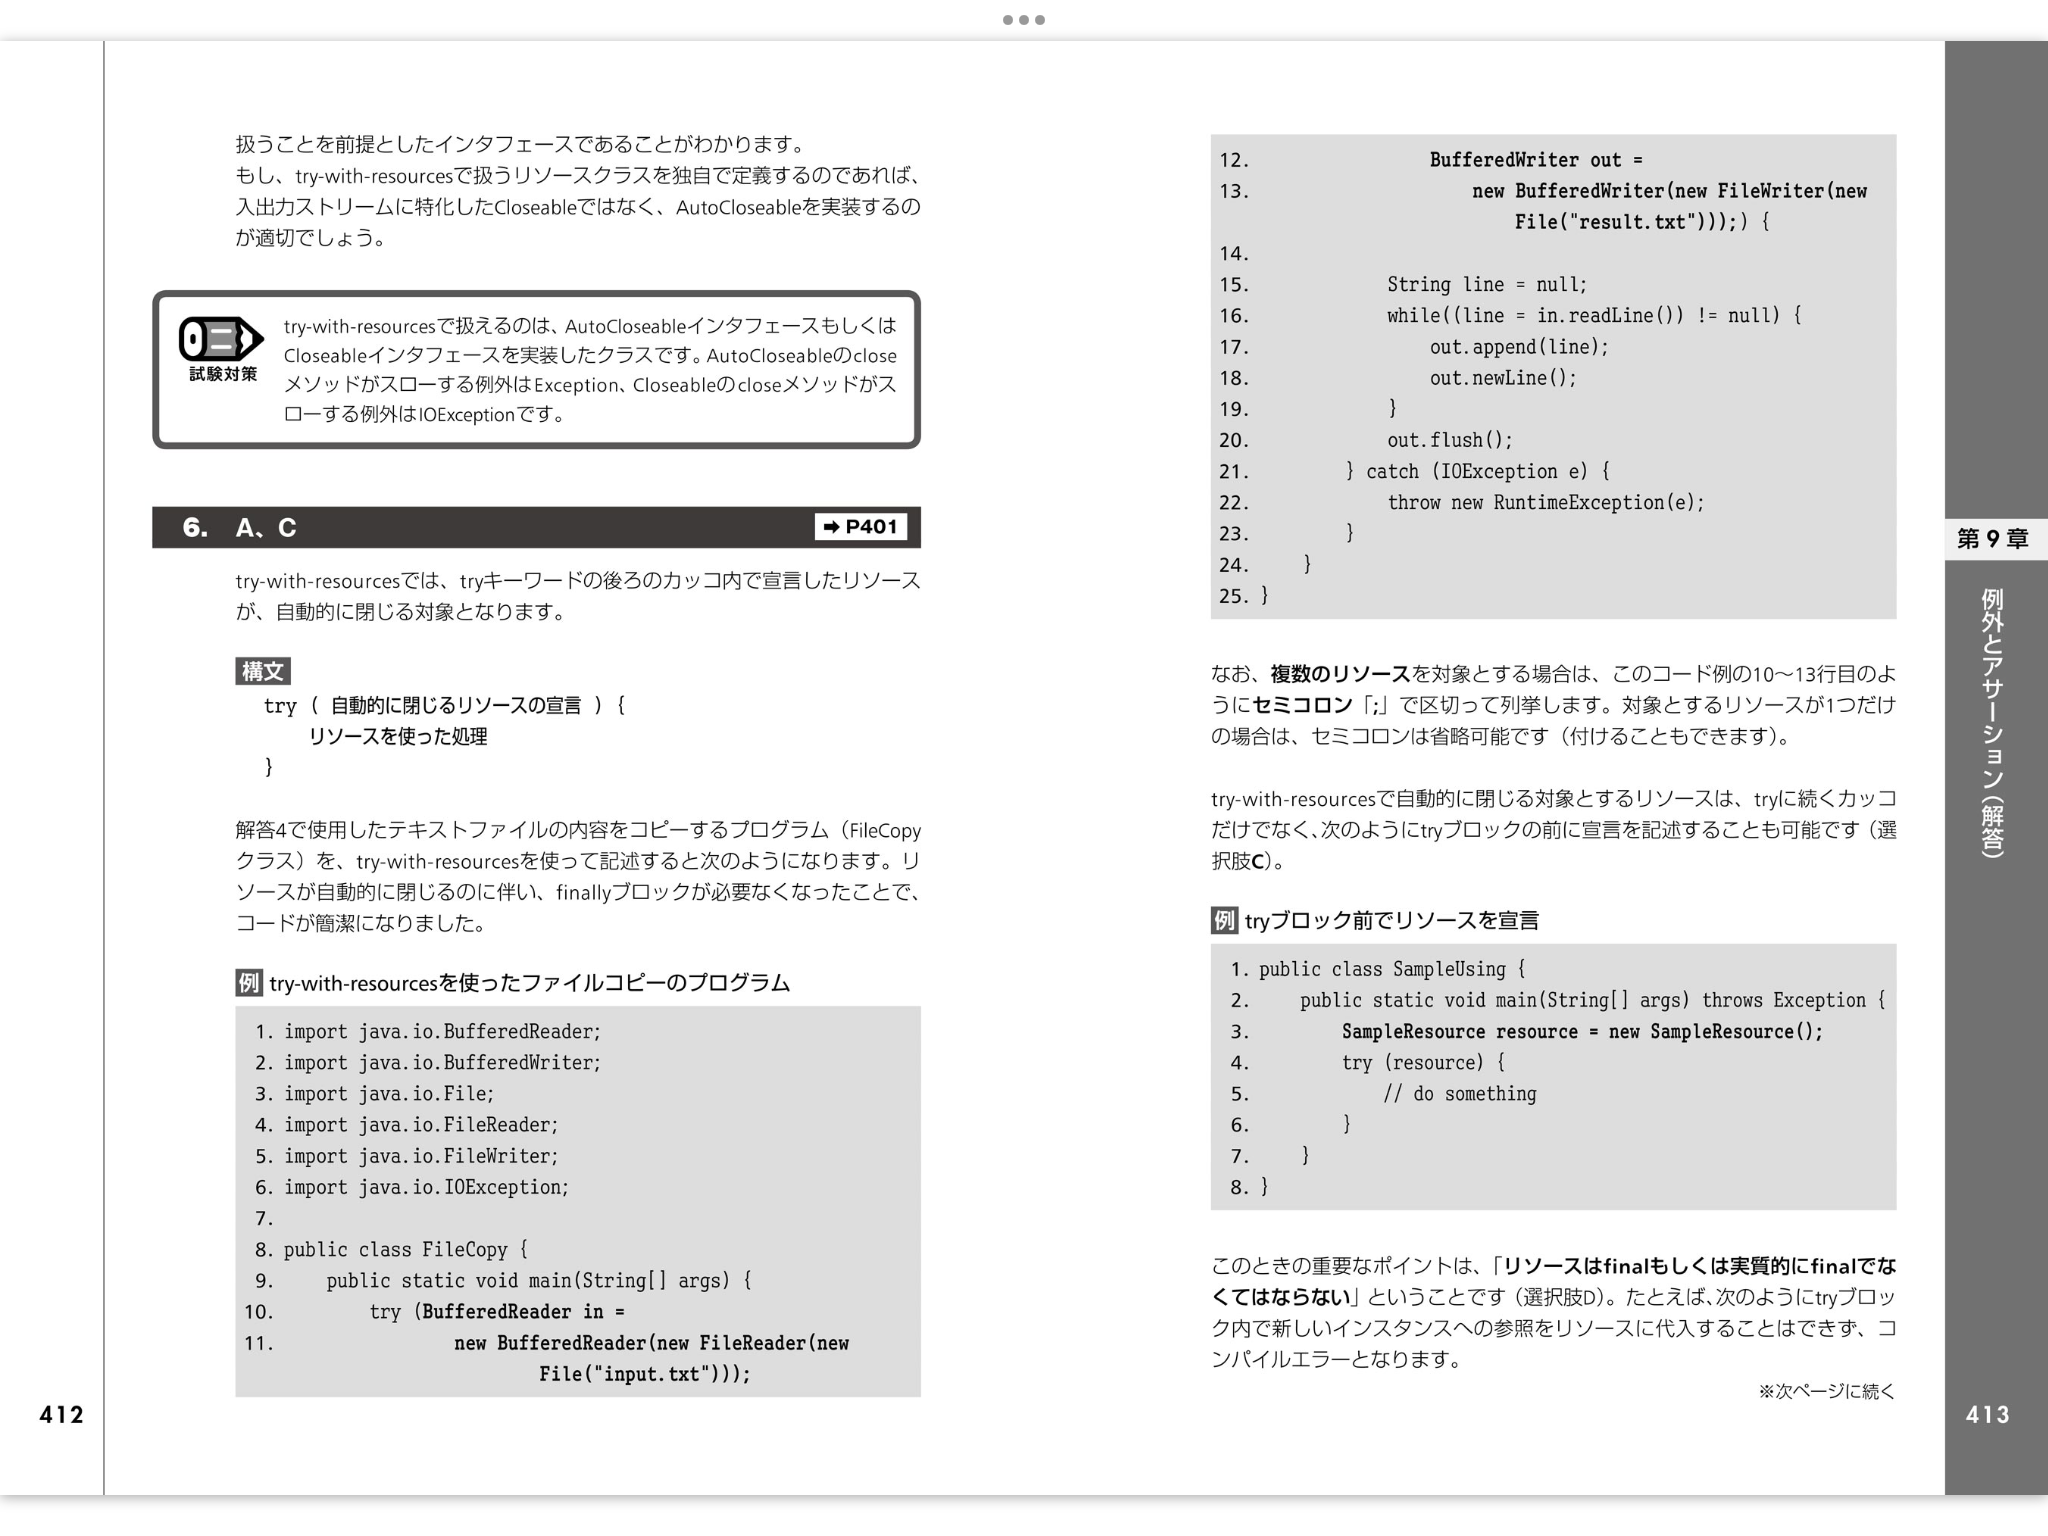 扱うことを前提としたインタフェースであることがわかります。
もし、try-with-resourcesで扱うリソースクラスを独自で定義するのであれば、
入出力ストリームに特化したCloseableではなく、AutoCloseableを実装するの
が適切でしょう。
試験対策
try-with-resourcesで扱えるのは、AutoCloseableインタフェースもしくは
Closeableインタフェースを実装したクラスです。AutoCloseableのclose
メソッドがスローする例外はException、Closeableのcloseメソッドがス
ローする例外はIOExceptionです。
6. A、C ➡ P401
try-with-resourcesでは、tryキーワードの後ろのカッコ内で宣言したリソース
が、自動的に閉じる対象となります。
構文
try ( 自動的に閉じるリソースの宣言 ) {
リソースを使った処理
}
解答4で使用したテキストファイルの内容をコピーするプログラム（FileCopy
クラス）を、try-with-resourcesを使って記述すると次のようになります。リ
ソースが自動的に閉じるのに伴い、finallyブロックが必要なくなったことで、
コードが簡潔になりました。
例 try-with-resourcesを使ったファイルコピーのプログラム
1. import java.io.BufferedReader;
2. import java.io.BufferedWriter;
3. import java.io.File;
4. import java.io.FileReader;
5. import java.io.FileWriter;
6. import java.io.IOException;
7.
8. public class FileCopy {
9. public static void main(String[] args) {
10. try (BufferedReader in =
11. new BufferedReader(new FileReader(new
File("input.txt")));
412
12. BufferedWriter out =
13. new BufferedWriter(new FileWriter(new
File("result.txt")));) {
14.
15. String line = null;
16. while((line = in.readLine()) != null) {
17. out.append(line);
18. out.newLine();
19. }
20. out.flush();
21. } catch (IOException e) {
22. throw new RuntimeException(e);
23. }
24. }
25. }
なお、複数のリソースを対象とする場合は、このコード例の10〜13行目のよ
うにセミコロン「;」で区切って列挙します。対象とするリソースが1つだけ
の場合は、セミコロンは省略可能です（付けることもできます）。
try-with-resourcesで自動的に閉じる対象とするリソースは、tryに続くカッコ
だけでなく、次のようにtryブロックの前に宣言を記述することも可能です（選
択肢C）。
例 tryブロック前でリソースを宣言
1. public class SampleUsing {
2. public static void main(String[] args) throws Exception {
3. SampleResource resource = new SampleResource();
4. try (resource) {
5. // do something
6. }
7. }
8. }
このときの重要なポイントは、「リソースはfinalもしくは実質的にfinalでな
くてはならない」ということです（選択肢D）。たとえば、次のようにtryブロッ
ク内で新しいインスタンスへの参照をリソースに代入することはできず、コ
ンパイルエラーとなります。
※次ページに続く
第9章
例外とアサーション（解答）
413